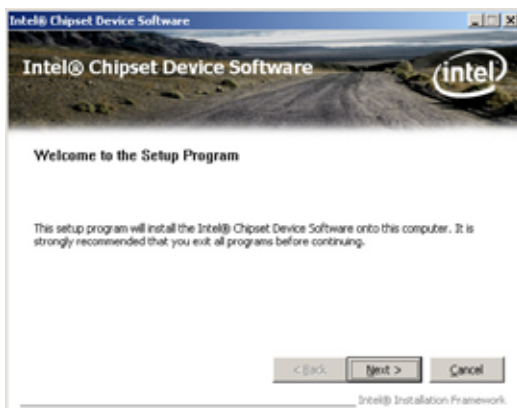 Intel® Chipset Device Software
Intel® Chipset Device Software
intel
Welcome to the Setup Program
This setup program will install the Intel® Chipset Device Software onto this computer. It is
strongly recommended that you exit all programs before continuing.
< Back
Next >
Cancel
Intel® Installation Framework